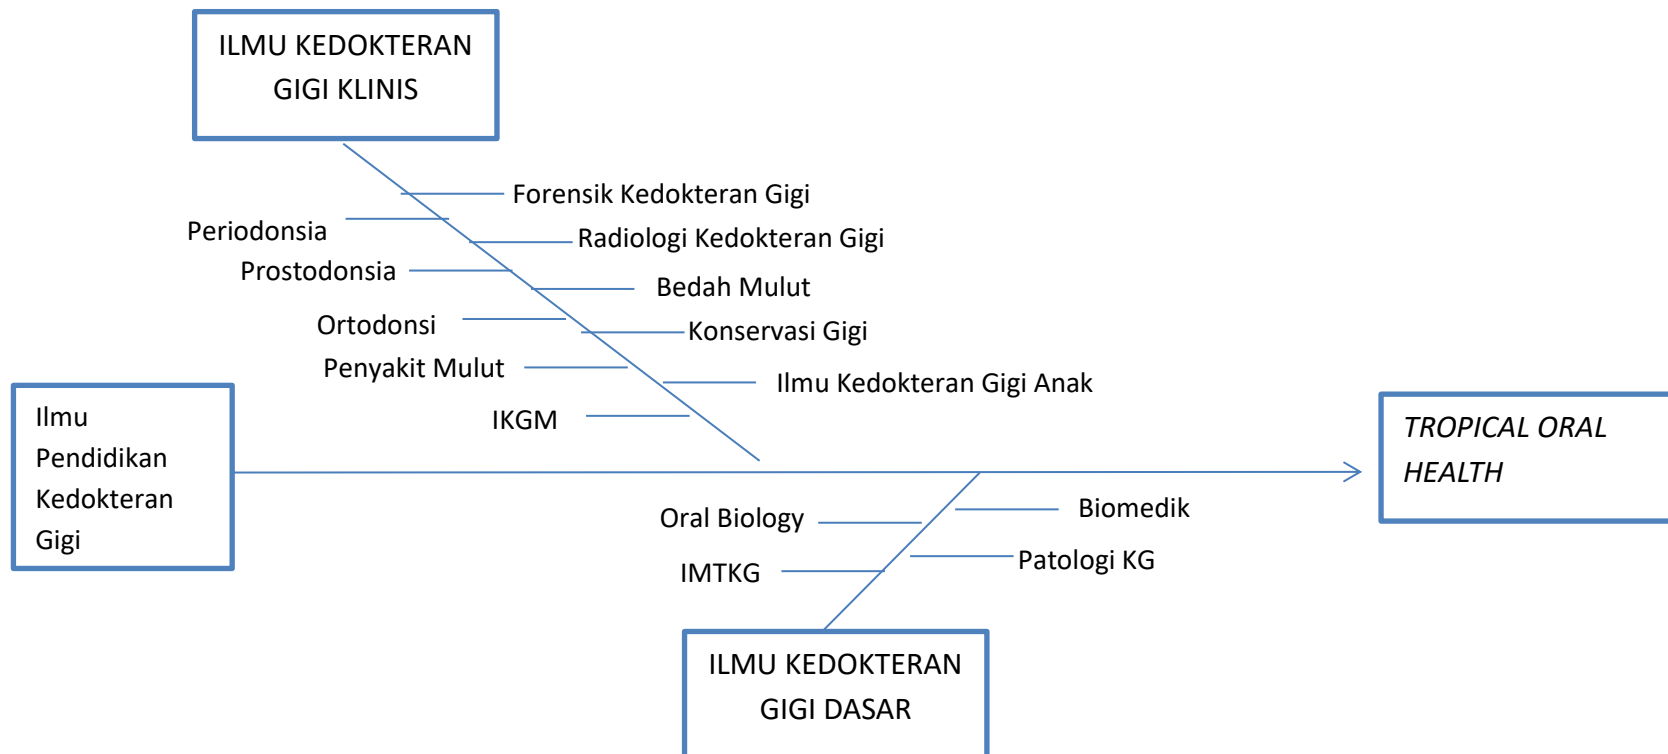 ILMU KEDOKTERAN
GIGI KLINIS
Forensik Kedokteran Gigi
Periodonsia
Radiologi Kedokteran Gigi
Prostodonsia
Bedah Mulut
Ortodonsi
Konservasi Gigi
Penyakit Mulut
Ilmu Kedokteran Gigi Anak
IKGM
Ilmu
Pendidikan
Kedokteran
Gigi
TROPICAL ORAL
HEALTH
Oral Biology
Biomedik
IMTKG
Patologi KG
ILMU KEDOKTERAN
GIGI DASAR